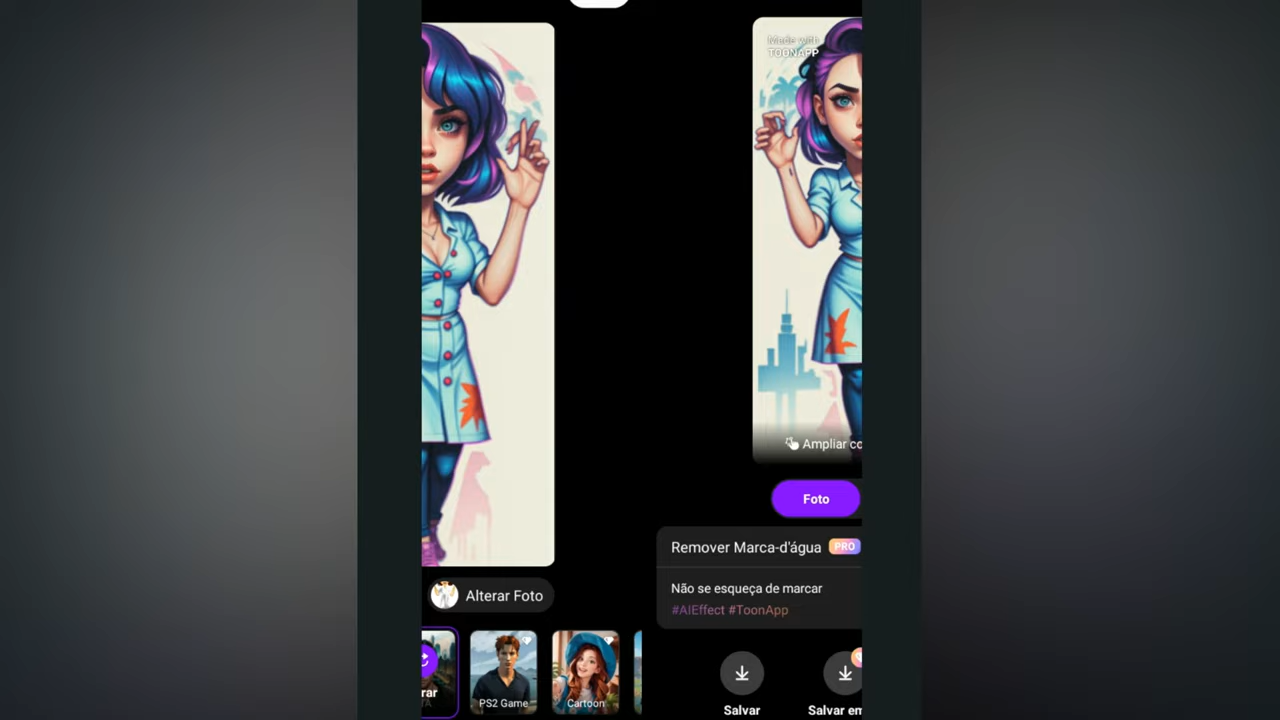 Alterar Foto
rar
TA
PS2 Game
Cartoon
Made with
TOONAPP
Ampliar co
Foto
Remover Marca-d'água PRO
Não se esqueça de marcar
#AIEffect #ToonApp
Salvar
Salvar em